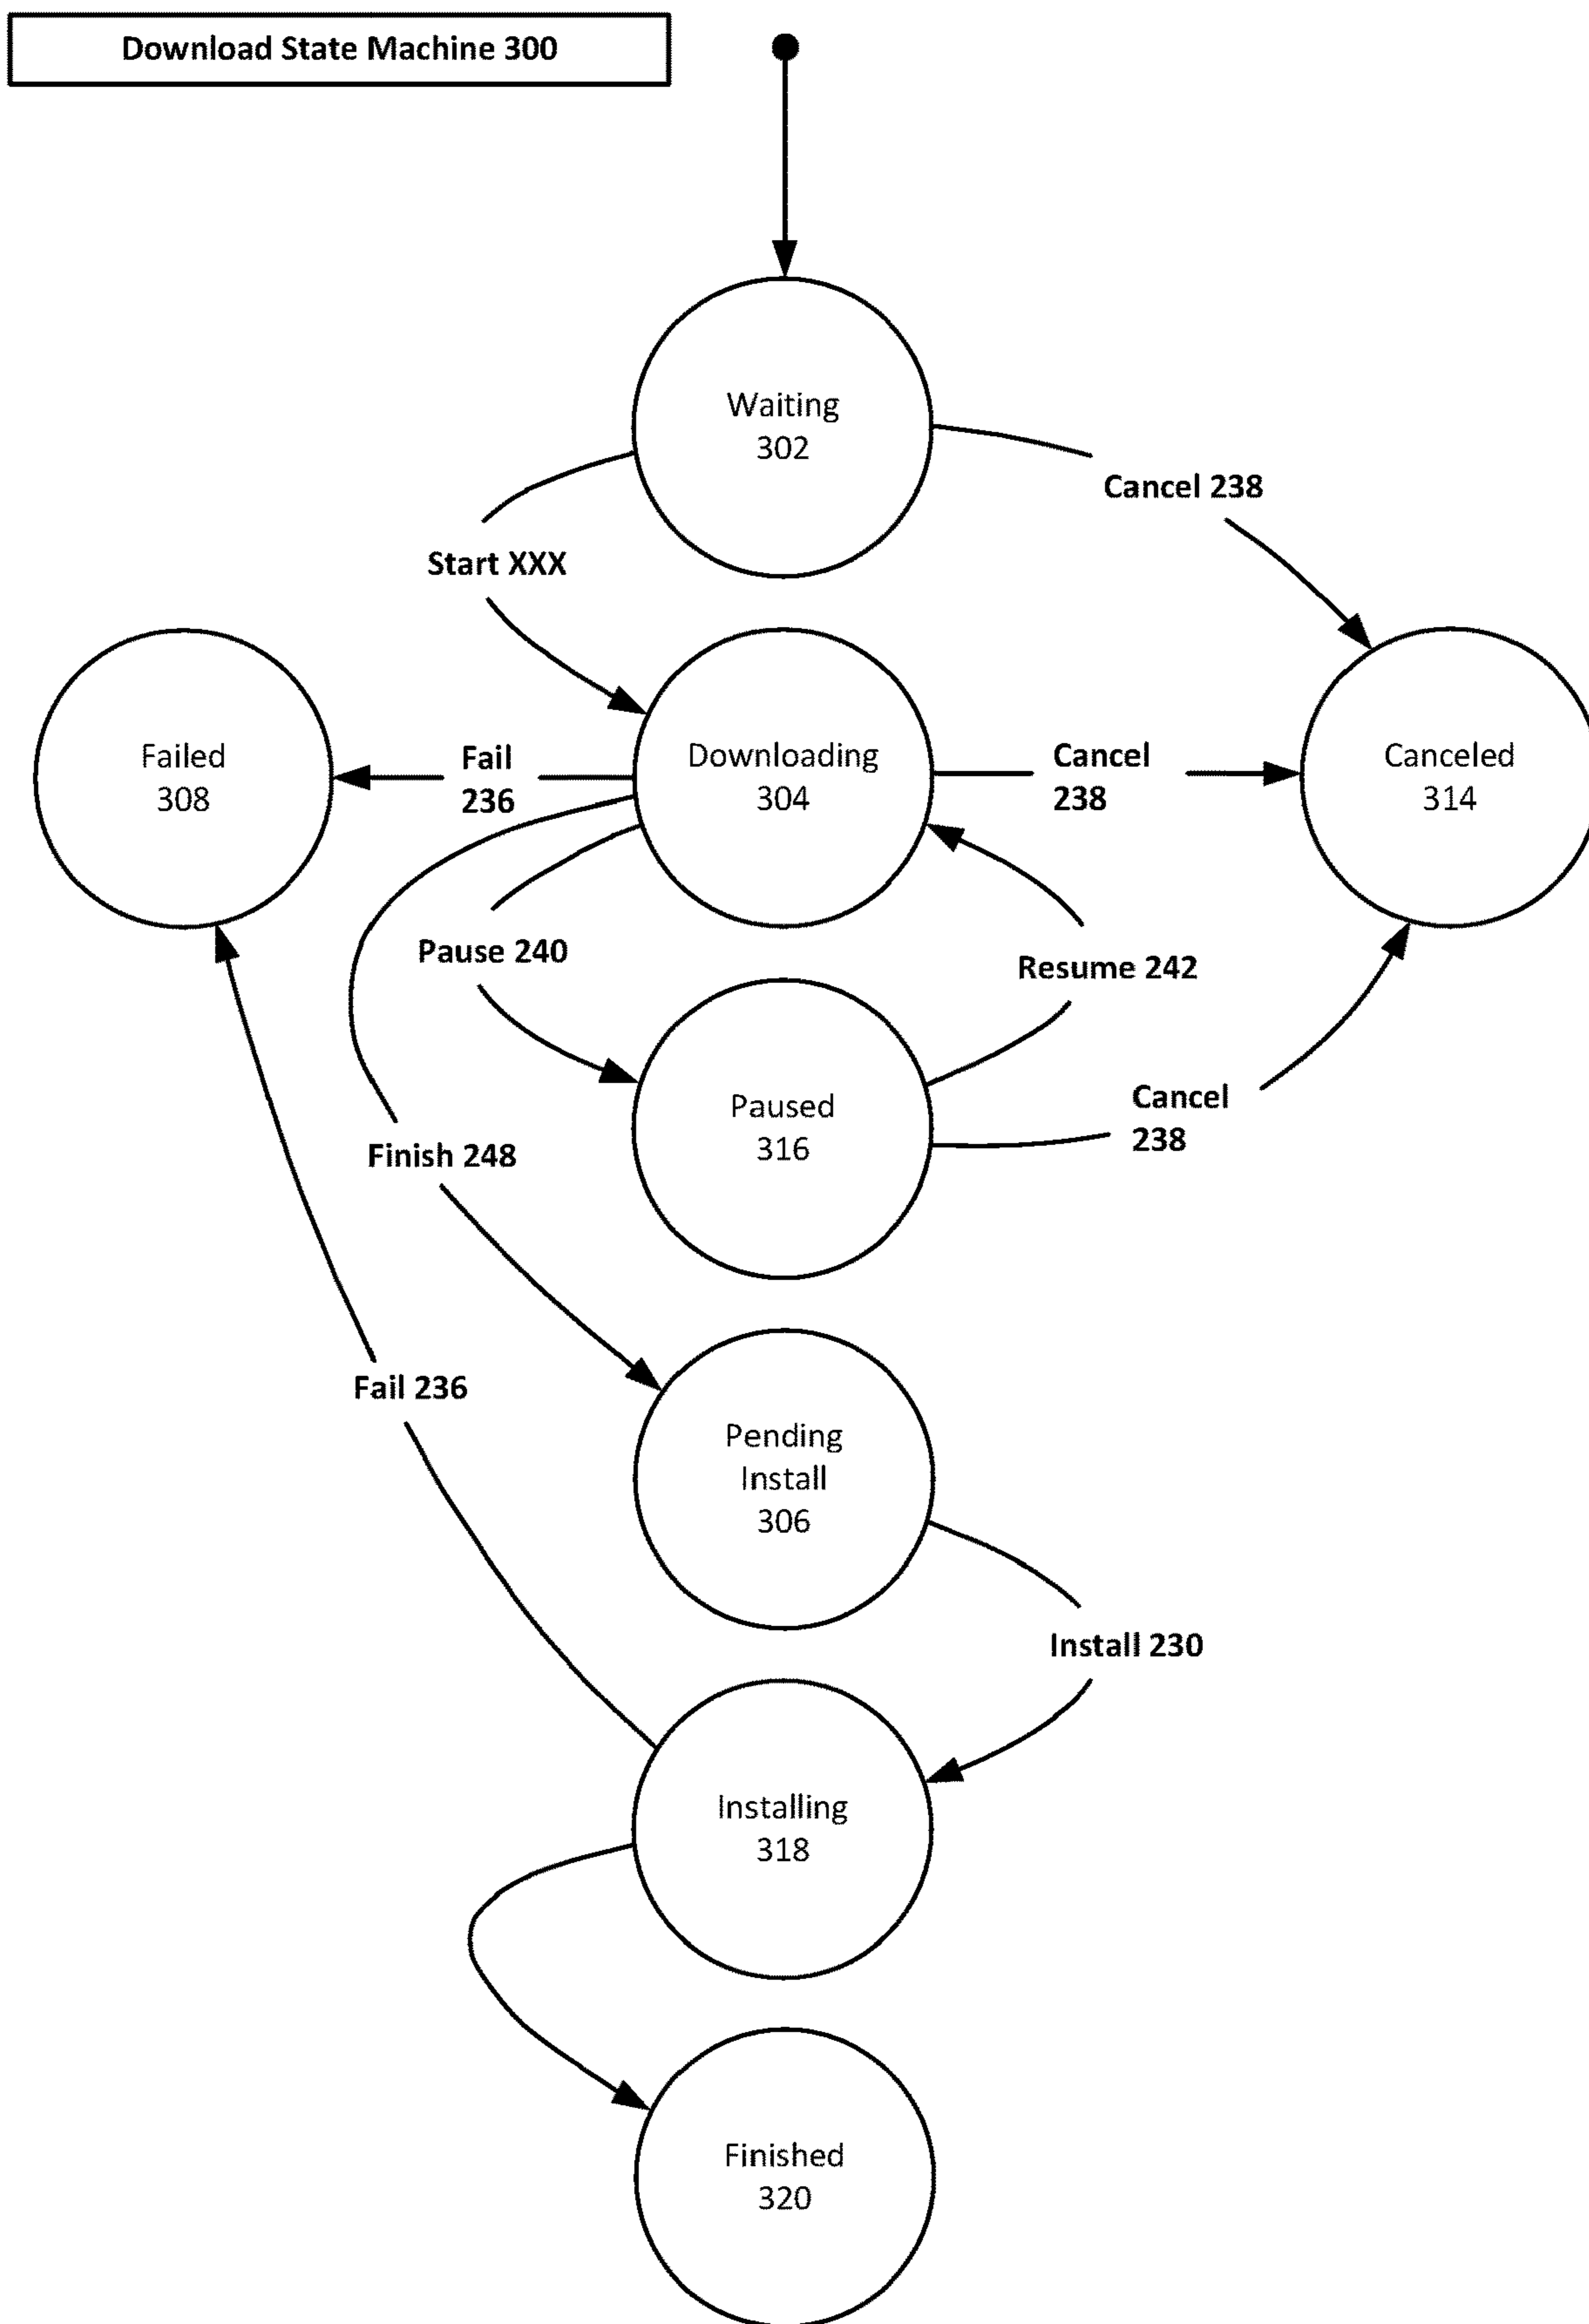 Download State Machine 300
Waiting
302
Cancel 238
Start XXX
Failed
308
Fail
236
Downloading
304
Cancel
238
Canceled
314
Pause 240
Resume 242
Paused
316
Cancel
238
Finish 248
Fail 236
Pending
Install
306
Install 230
Installing
318
Finished
320